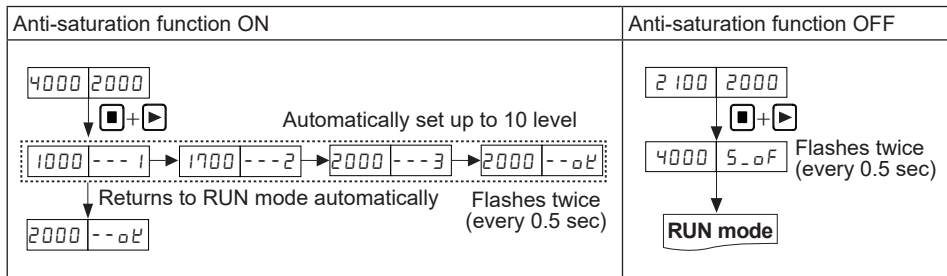 Anti-saturation function ON
Anti-saturation function OFF
4000 2000
+
Automatically set up to 10 level
1000 ---1 1700 ---2 2000 ---3 2000 --ok
Returns to RUN mode automatically
Flashes twice
(every 0.5 sec)
2000 --ok
2100 2000
+
4000 S_oF
Flashes twice
(every 0.5 sec)
RUN mode